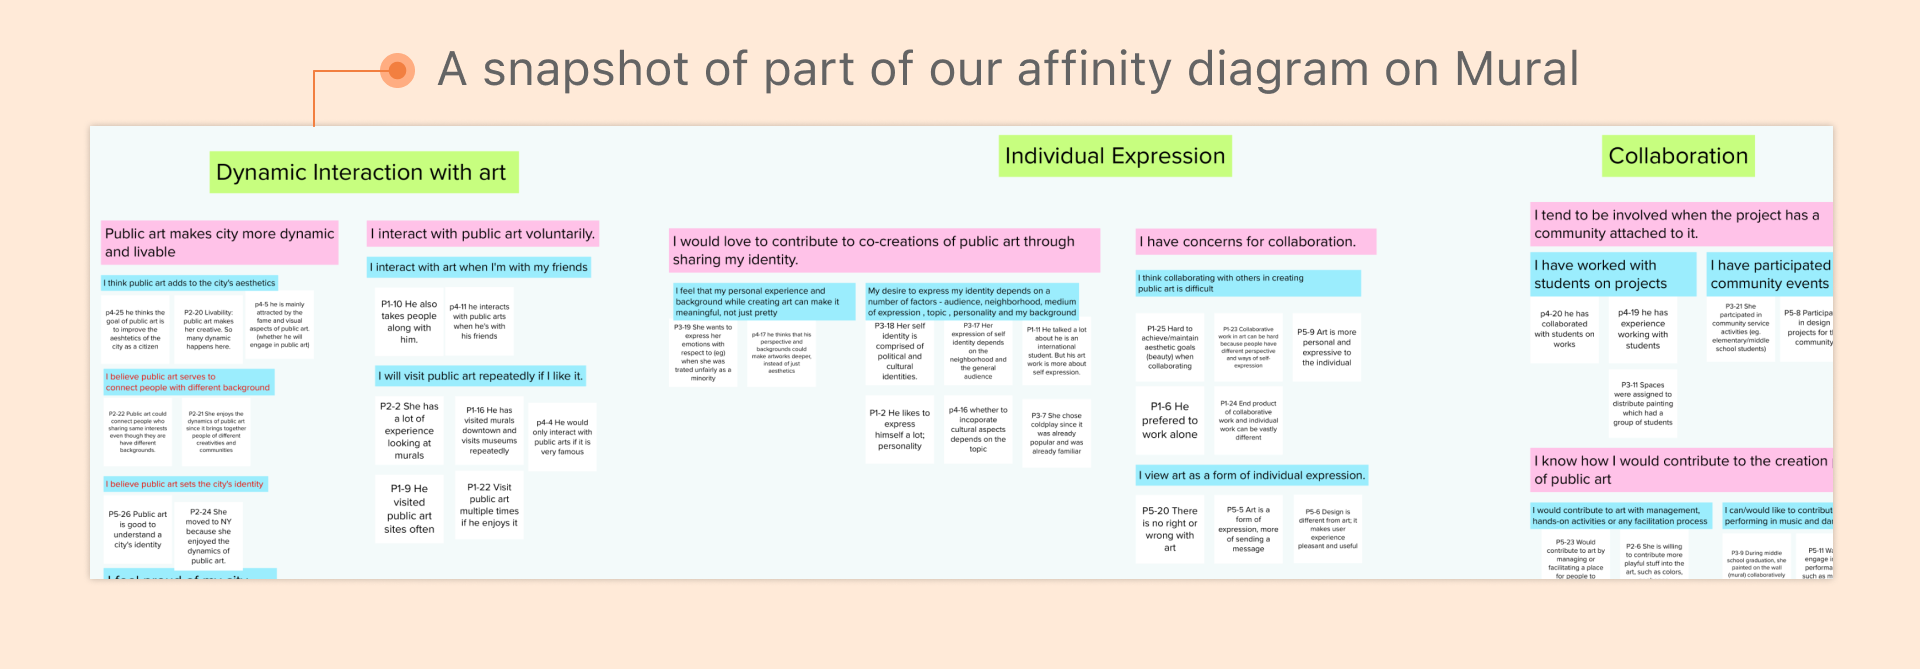 A snapshot of part of our affinity diagram on Mural
Dynamic Interaction with art
Public art makes city more dynamic
and livable
I think public art adds to the city's aesthetics
p4-25 he thinks the
goal of public art is
to improve the
aeshtetics of the
city as a citizen
P2-20 Livability:
public art makes
her creative. So
many dynamic
happens here.
p4-5 he is mainly
attracted by the
fame and visual
aspects of public art.
(whether he will
engage in public art)
I believe public art serves to
connect people with different background
P2-22 Public art could
connect people who
sharing same interests
even though they are
have different
backgrounds.
P2-21 She enjoys the
dynamics of public art
since it brings together
people of different
creativities and
communities
I believe public art sets the city's identity
P5-26 Public art
is good to
understand a
city's identity
P2-24 She
moved to NY
because she
enjoyed the
dynamics of
public art.
I interact with public art voluntarily.
I interact with art when I'm with my friends
P1-10 He also
takes people
along with
him.
p4-11 he interacts
with public arts
when he's with
his friends
I will visit public art repeatedly if I like it.
P2-2 She has
a lot of
experience
looking at
murals
P1-16 He has
visited murals
downtown and
visits museums
repeatedly
p4-4 He would
only interact with
public arts if it is
very famous
P1-9 He
visited
public art
sites often
P1-22 Visit
public art
multiple times
if he enjoys it
Individual Expression
I would love to contribute to co-creations of public art through
sharing my identity.
I feel that my personal experience and
background while creating art can make it
meaningful, not just pretty
P3-19 She wants to
express her
emotions with
respect to (eg)
when she was
trated unfairly as a
minority
p4-17 he thinks that his
perspective and
backgrounds could
make artworks deeper,
instead of just
aesthetics
My desire to express my identity depends on a
number of factors - audience, neighborhood, medium
of expression , topic , personality and my background
P3-18 Her self
identity is
comprised of
political and
cultural
identities.
P3-17 Her
expression of self
identity depends
on the
neighborhood and
the general
audience
P1-11 He talked a lot
about he is an
international
student. But his art
work is more about
self expression.
P1-2 He likes to
express
himself a lot;
personality
p4-16 whether to
incoporate
cultural aspects
depends on the
topic
P3-7 She chose
coldplay since it
was already
popular and was
already familiar
I have concerns for collaboration.
I think collaborating with others in creating
public art is difficult
P1-25 Hard to
achieve/maintain
aesthetic goals
(beauty) when
collaborating
P1-23 Collaborative
work in art can be hard
because people have
different perspective
and ways of self-
expression
P5-9 Art is more
personal and
expressive to
the individual
P1-6 He
prefered to
work alone
P1-24 End product
of collaborative
work and individual
work can be vastly
different
I view art as a form of individual expression.
P5-20 There
is no right or
wrong with
art
P5-5 Art is a
form of
expression, more
of sending a
message
P5-6 Design is
different from art; it
makes user
experience
pleasant and useful
Collaboration
I tend to be involved when the project has a
community attached to it.
I have worked with
students on projects
p4-20 he has
collaborated
with students on
works
p4-19 he has
experience
working with
students
P3-11 Spaces
were assigned to
distribute painting
which had a
group of students
I have participated
community events
P3-21 She
partcipated in
community service
activities (eg.
elementary/middle
school students)
P5-8 Participa
in design
projects for t
community
I know how I would contribute to the creation
of public art
I would contribute to art with management,
hands-on activities or any facilitation process
P5-23 Would
contribute to art by
managing or
facilitating a place
for people to
P2-6 She is willing
to contribute more
playful stuff into the
art, such as colors,
I can/would like to contribut
performing in music and da
P3-9 During middle
school graduation, she
painted on the wall
(mural) collaboratively
P5-11 Wa
engage i
performa
such as m